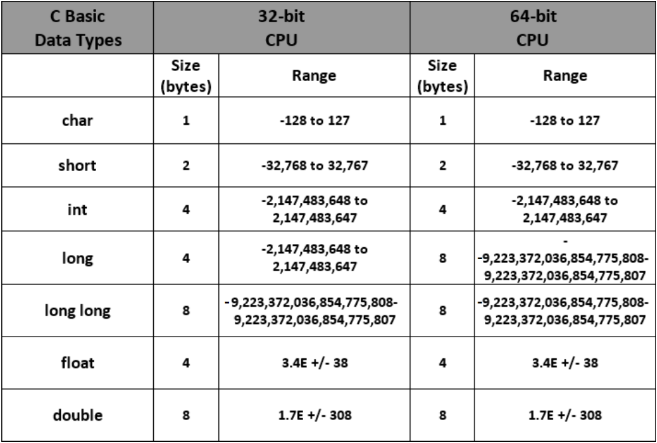 C Basic
Data Types
32-bit
CPU
64-bit
CPU
Size
(bytes)
Range
Size
(bytes)
Range
char
1
-128 to 127
1
-128 to 127
short
2
-32,768 to 32,767
2
-32,768 to 32,767
int
4
-2,147,483,648 to
2,147,483,647
4
-2,147,483,648 to
2,147,483,647
long
4
-2,147,483,648 to
2,147,483,647
8
-
-9,223,372,036,854,775,808-
9,223,372,036,854,775,807
long long
8
-9,223,372,036,854,775,808-
9,223,372,036,854,775,807
8
-9,223,372,036,854,775,808-
9,223,372,036,854,775,807
float
4
3.4E +/- 38
4
3.4E +/- 38
double
8
1.7E +/- 308
8
1.7E +/- 308